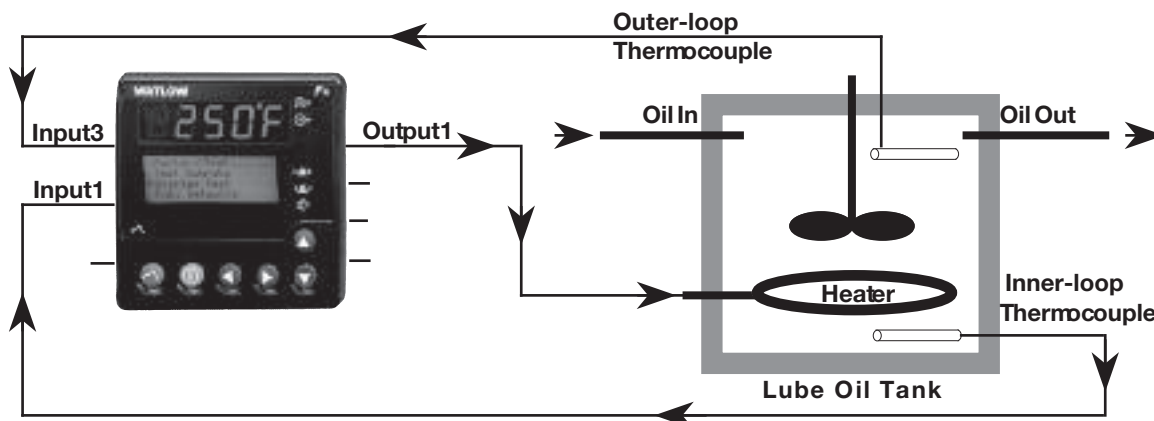 Outer-loop
Thermocouple
WATLOW
F4
250°F
Input3
Output1
Input1
Oil In
Oil Out
Heater
Inner-loop
Thermocouple
Lube Oil Tank